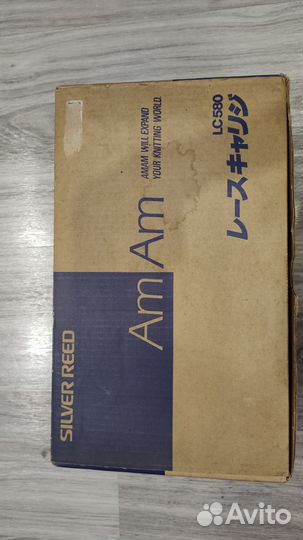 SILVER REED
Am Am
AMAM WILL EXPAND
YOUR KNITTING WORLD.
LC580
レースキャリジ
Avito